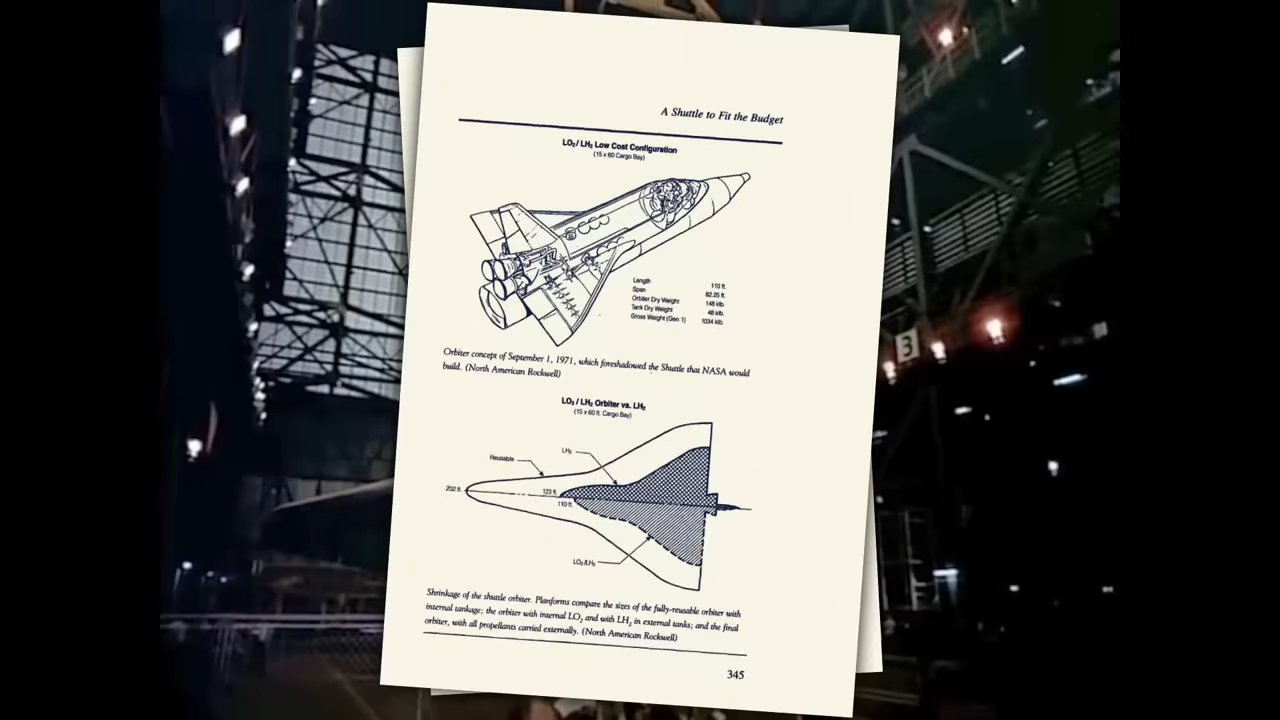 A Shuttle to Fit the Budget
LO₂ / LH₂ Low Cost Configuration
(15 x 60 Cargo Bay)
Length 110 ft.
Span 82.25 ft.
Orbiter Dry Weight 148 klb
Tank Dry Weight 48 klb.
Gross Weight (Gen 1) 1034 klb.
Orbiter concept of September 1, 1971, which foreshadowed the Shuttle that NASA would
build. (North American Rockwell)
LO₂ / LH₂ Orbiter vs. LH₂
(15 x 60 ft. Cargo Bay)
LH₂
Reusable
202 ft.
123 ft.
110 ft.
LO₂/LH₂
Shrinkage of the shuttle orbiter. Planforms compare the sizes of the fully-reusable orbiter with
internal tankage; the orbiter with internal LO₂ and with LH₂ in external tanks; and the final
orbiter, with all propellants carried externally. (North American Rockwell)
345
3